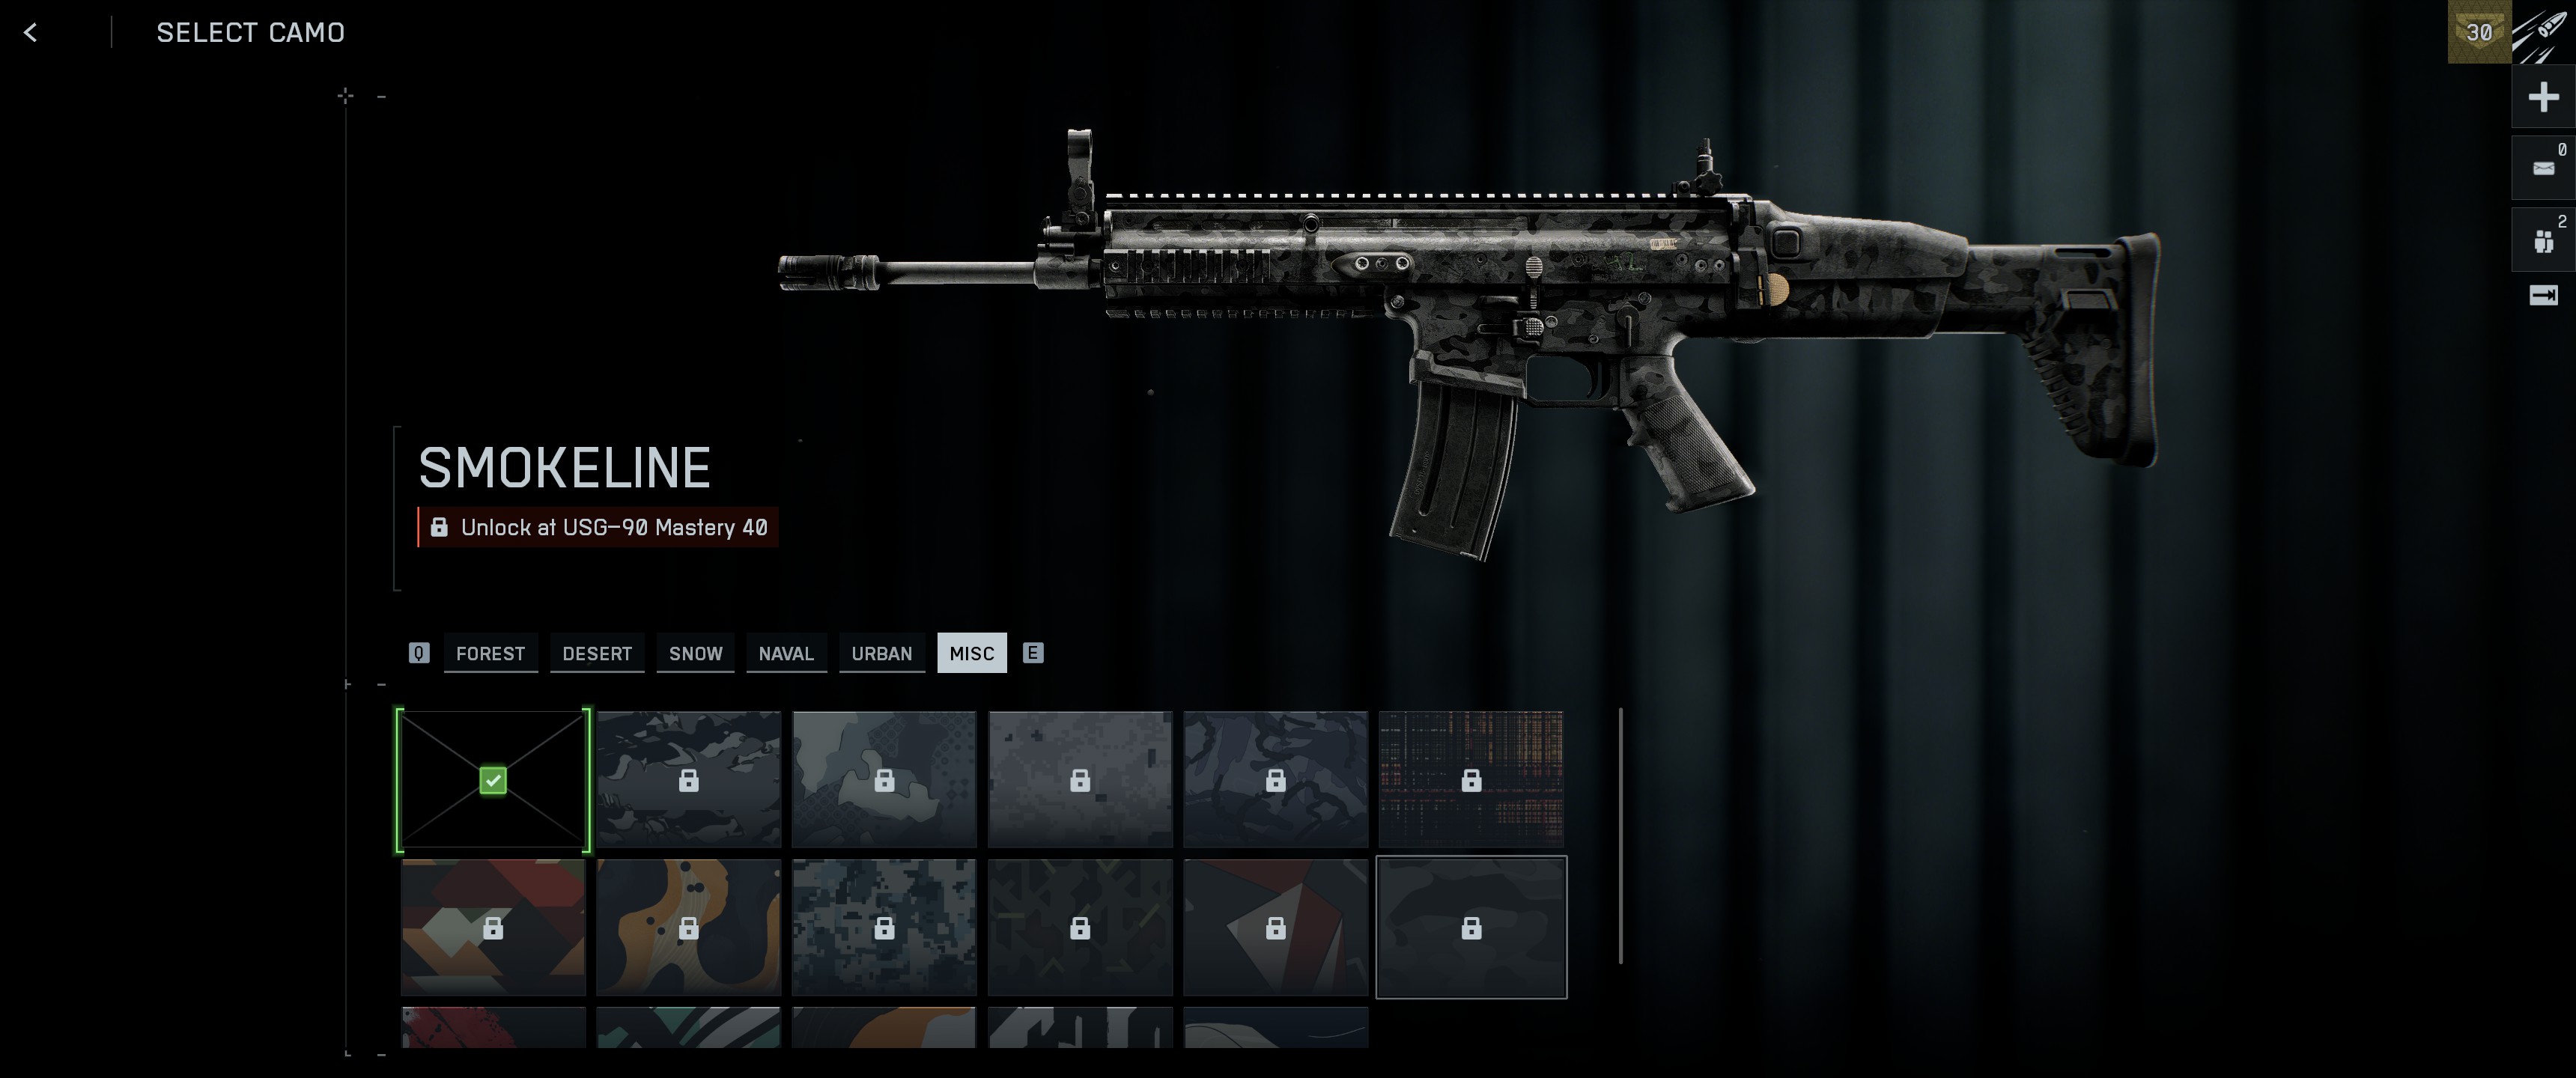 SELECT CAMO
30
0
2
SMOKELINE
Unlock at USG-90 Mastery 40
Q FOREST DESERT SNOW NAVAL URBAN MISC E